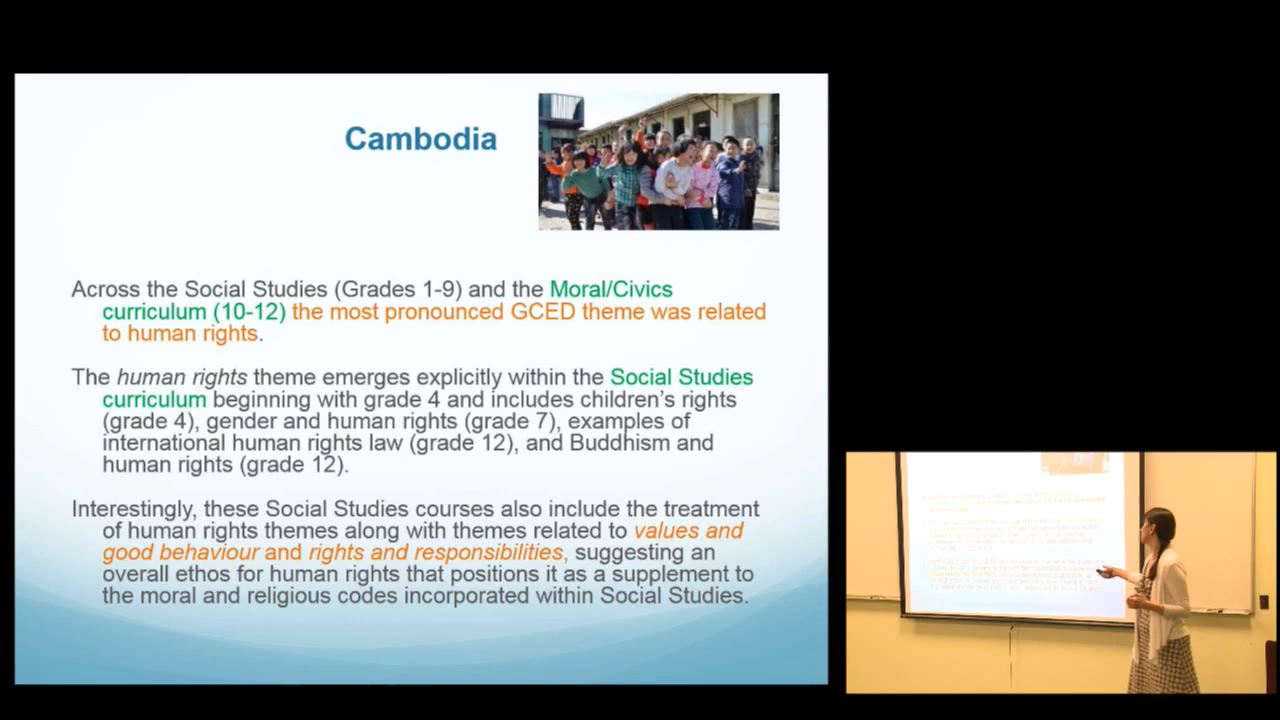 Cambodia
Across the Social Studies (Grades 1-9) and the Moral/Civics
curriculum (10-12) the most pronounced GCED theme was related
to human rights.
The human rights theme emerges explicitly within the Social Studies
curriculum beginning with grade 4 and includes children's rights
(grade 4), gender and human rights (grade 7), examples of
international human rights law (grade 12), and Buddhism and
human rights (grade 12).
Interestingly, these Social Studies courses also include the treatment
of human rights themes along with themes related to values and
good behaviour and rights and responsibilities, suggesting an
overall ethos for human rights that positions it as a supplement to
the moral and religious codes incorporated within Social Studies.